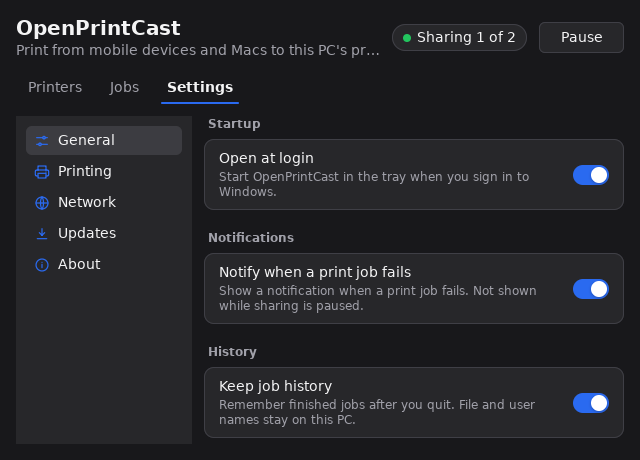 OpenPrintCast
Print from mobile devices and Macs to this PC's pr...
Sharing 1 of 2
Pause
Printers
Jobs
Settings
General
Printing
Network
Updates
About
Startup
Open at login
Start OpenPrintCast in the tray when you sign in to
Windows.
Notifications
Notify when a print job fails
Show a notification when a print job fails. Not shown
while sharing is paused.
History
Keep job history
Remember finished jobs after you quit. File and user
names stay on this PC.